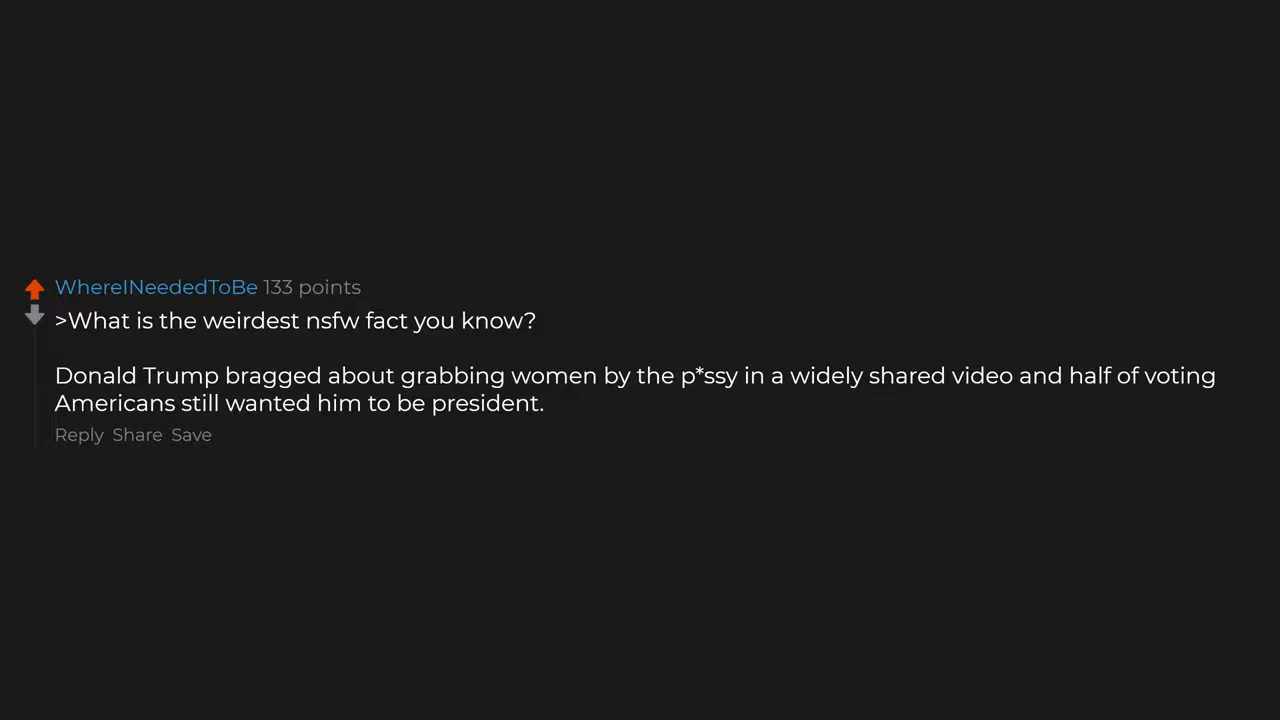 WhereINeededToBe 133 points
>What is the weirdest nsfw fact you know?
Donald Trump bragged about grabbing women by the p*ssy in a widely shared video and half of voting
Americans still wanted him to be president.
Reply Share Save